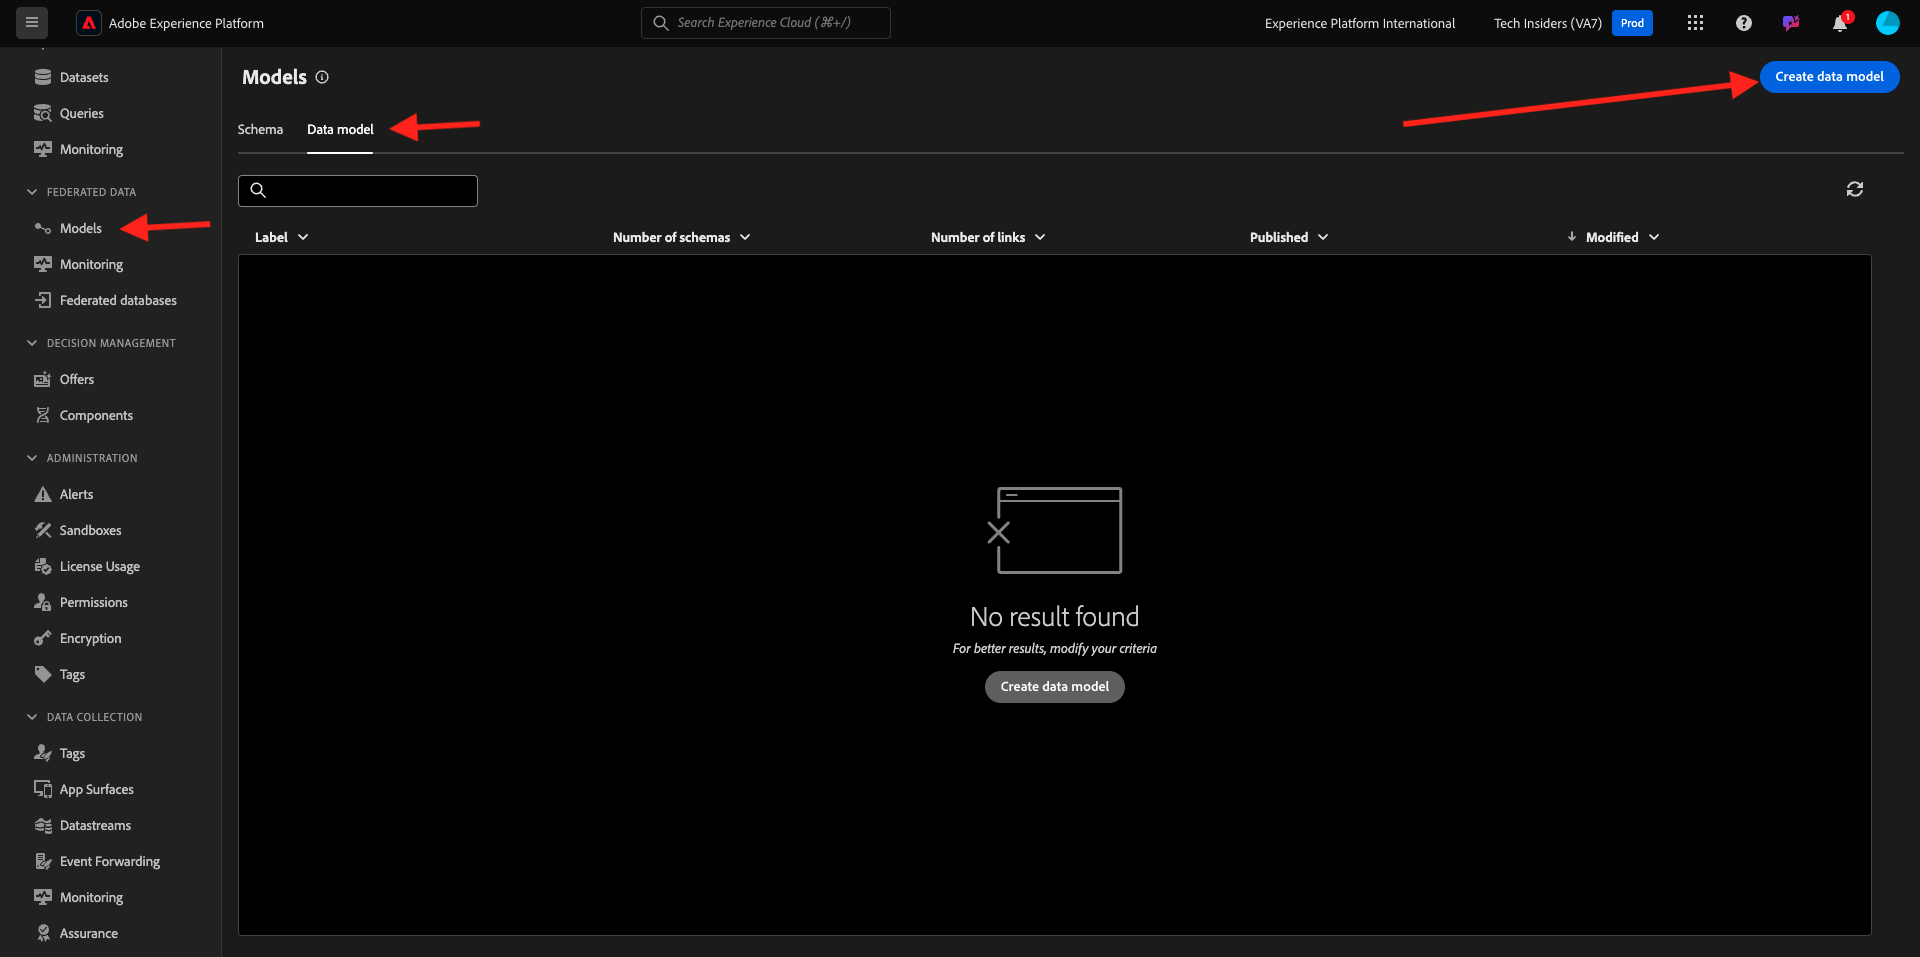 Adobe Experience Platform
Search Experience Cloud (⌘+/)
Experience Platform International
Tech Insiders (VA7)
Prod
1
Datasets
Queries
Monitoring
FEDERATED DATA
Models
Monitoring
Federated databases
DECISION MANAGEMENT
Offers
Components
ADMINISTRATION
Alerts
Sandboxes
License Usage
Permissions
Encryption
Tags
DATA COLLECTION
Tags
App Surfaces
Datastreams
Event Forwarding
Monitoring
Assurance
Models
Create data model
Schema
Data model
Label
Number of schemas
Number of links
Published
Modified
No result found
For better results, modify your criteria
Create data model